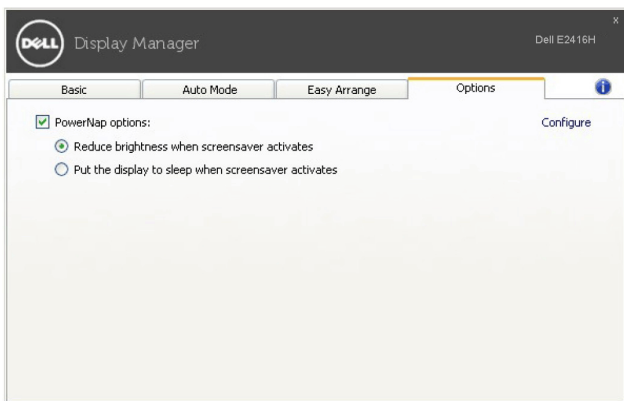 x
DELL
Display Manager
Dell E2416H
Basic Auto Mode Easy Arrange Options i
PowerNap options: Configure
Reduce brightness when screensaver activates
Put the display to sleep when screensaver activates